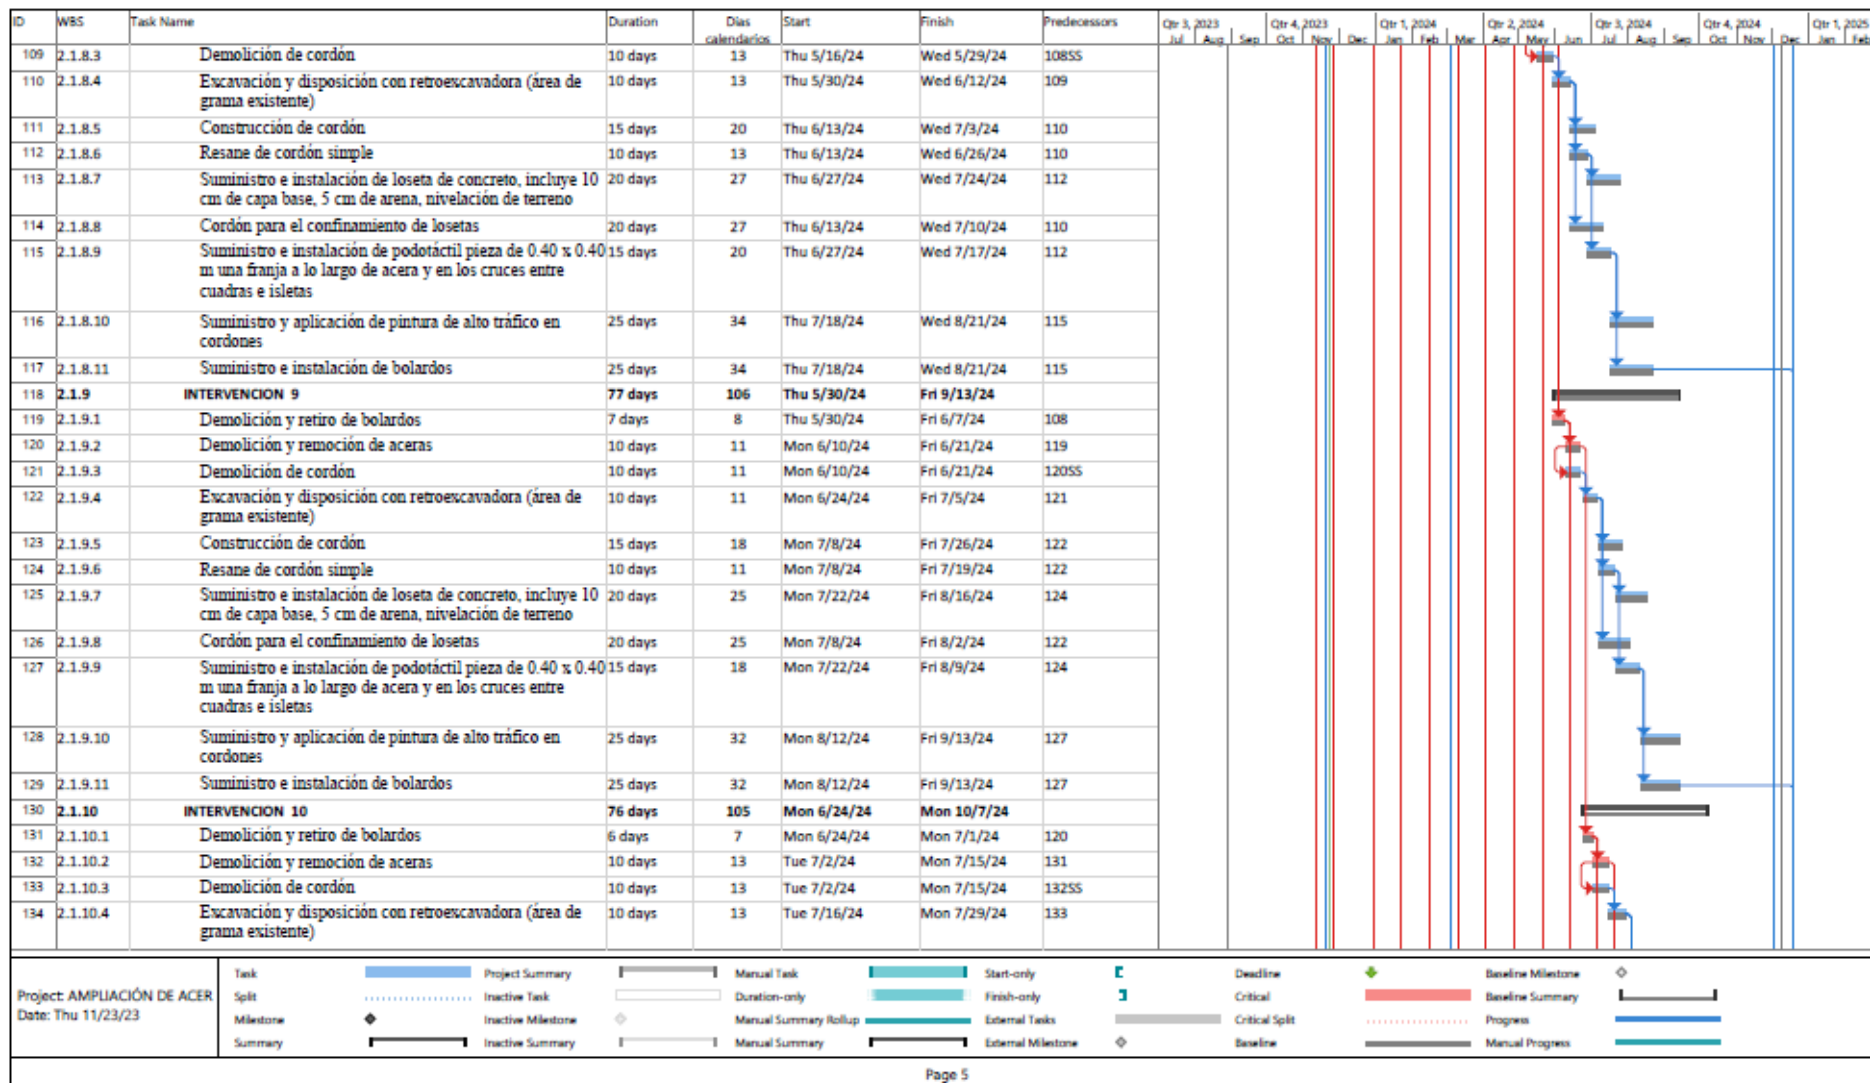 ID WBS Task Name Duration Dias Start Finish Predecessors Qtr 3, 2023 Qtr 4, 2023 Qtr 1, 2024 Qtr 2, 2024 Qtr 3, 2024 Qtr 4, 2024 Qtr 1, 2025
calendarios Jul Aug Sep Oct Nov Dec Jan Feb Mar Apr May Jun Jul Aug Sep Oct Nov Dec Jan Feb
109 2.1.8.3 Demolición de cordón 10 days 13 Thu 5/16/24 Wed 5/29/24 108SS
110 2.1.8.4 Excavación y disposición con retroexcavadora (área de 10 days 13 Thu 5/30/24 Wed 6/12/24 109
grama existente)
111 2.1.8.5 Construcción de cordón 15 days 20 Thu 6/13/24 Wed 7/3/24 110
112 2.1.8.6 Resane de cordón simple 10 days 13 Thu 6/13/24 Wed 6/26/24 110
113 2.1.8.7 Suministro e instalación de loseta de concreto, incluye 10 20 days 27 Thu 6/27/24 Wed 7/24/24 112
cm de capa base, 5 cm de arena, nivelación de terreno
114 2.1.8.8 Cordón para el confinamiento de losetas 20 days 27 Thu 6/13/24 Wed 7/10/24 110
115 2.1.8.9 Suministro e instalación de podotáctil pieza de 0.40 x 0.40 15 days 20 Thu 6/27/24 Wed 7/17/24 112
m una franja a lo largo de acera y en los cruces entre
cuadras e isletas
116 2.1.8.10 Suministro y aplicación de pintura de alto tráfico en 25 days 34 Thu 7/18/24 Wed 8/21/24 115
cordones
117 2.1.8.11 Suministro e instalación de bolardos 25 days 34 Thu 7/18/24 Wed 8/21/24 115
118 2.1.9 INTERVENCION 9 77 days 106 Thu 5/30/24 Fri 9/13/24
119 2.1.9.1 Demolición y retiro de bolardos 7 days 8 Thu 5/30/24 Fri 6/7/24 108
120 2.1.9.2 Demolición y remoción de aceras 10 days 11 Mon 6/10/24 Fri 6/21/24 119
121 2.1.9.3 Demolición de cordón 10 days 11 Mon 6/10/24 Fri 6/21/24 120SS
122 2.1.9.4 Excavación y disposición con retroexcavadora (área de 10 days 11 Mon 6/24/24 Fri 7/5/24 121
grama existente)
123 2.1.9.5 Construcción de cordón 15 days 18 Mon 7/8/24 Fri 7/26/24 122
124 2.1.9.6 Resane de cordón simple 10 days 11 Mon 7/8/24 Fri 7/19/24 122
125 2.1.9.7 Suministro e instalación de loseta de concreto, incluye 10 20 days 25 Mon 7/22/24 Fri 8/16/24 124
cm de capa base, 5 cm de arena, nivelación de terreno
126 2.1.9.8 Cordón para el confinamiento de losetas 20 days 25 Mon 7/8/24 Fri 8/2/24 122
127 2.1.9.9 Suministro e instalación de podotáctil pieza de 0.40 x 0.40 15 days 18 Mon 7/22/24 Fri 8/9/24 124
m una franja a lo largo de acera y en los cruces entre
cuadras e isletas
128 2.1.9.10 Suministro y aplicación de pintura de alto tráfico en 25 days 32 Mon 8/12/24 Fri 9/13/24 127
cordones
129 2.1.9.11 Suministro e instalación de bolardos 25 days 32 Mon 8/12/24 Fri 9/13/24 127
130 2.1.10 INTERVENCION 10 76 days 105 Mon 6/24/24 Mon 10/7/24
131 2.1.10.1 Demolición y retiro de bolardos 6 days 7 Mon 6/24/24 Mon 7/1/24 120
132 2.1.10.2 Demolición y remoción de aceras 10 days 13 Tue 7/2/24 Mon 7/15/24 131
133 2.1.10.3 Demolición de cordón 10 days 13 Tue 7/2/24 Mon 7/15/24 132SS
134 2.1.10.4 Excavación y disposición con retroexcavadora (área de 10 days 13 Tue 7/16/24 Mon 7/29/24 133
grama existente)
Project: AMPLIACIÓN DE ACER
Date: Thu 11/23/23
Task Project Summary Manual Task Start-only Deadline Baseline Milestone
Split Inactive Task Duration-only Finish-only Critical Baseline Summary
Milestone Inactive Milestone Manual Summary Rollup External Tasks Critical Split Progress
Summary Inactive Summary Manual Summary External Milestone Baseline Manual Progress
Page 5